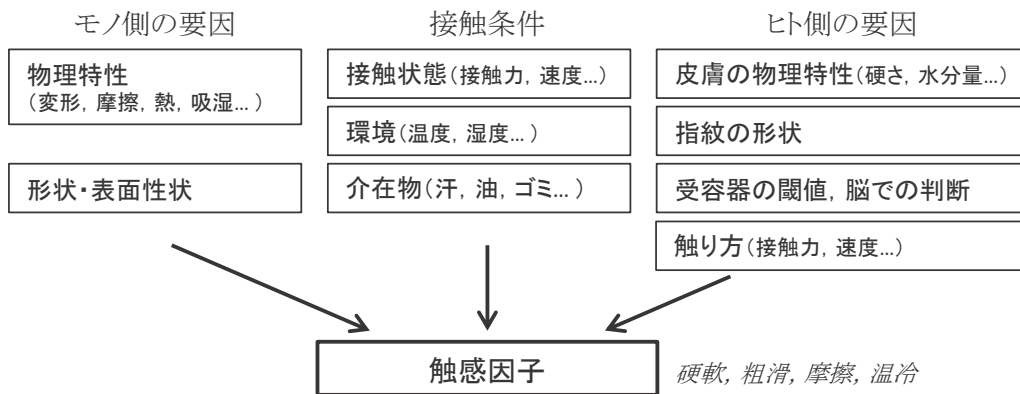 モノ側の要因
物理特性
(変形, 摩擦, 熱, 吸湿... )
形状・表面性状
接触条件
接触状態(接触力, 速度...)
環境(温度, 湿度... )
介在物(汗, 油, ゴミ... )
ヒト側の要因
皮膚の物理特性(硬さ, 水分量...)
指紋の形状
受容器の閾値, 脳での判断
触り方(接触力, 速度...)
触感因子
硬軟, 粗滑, 摩擦, 温冷